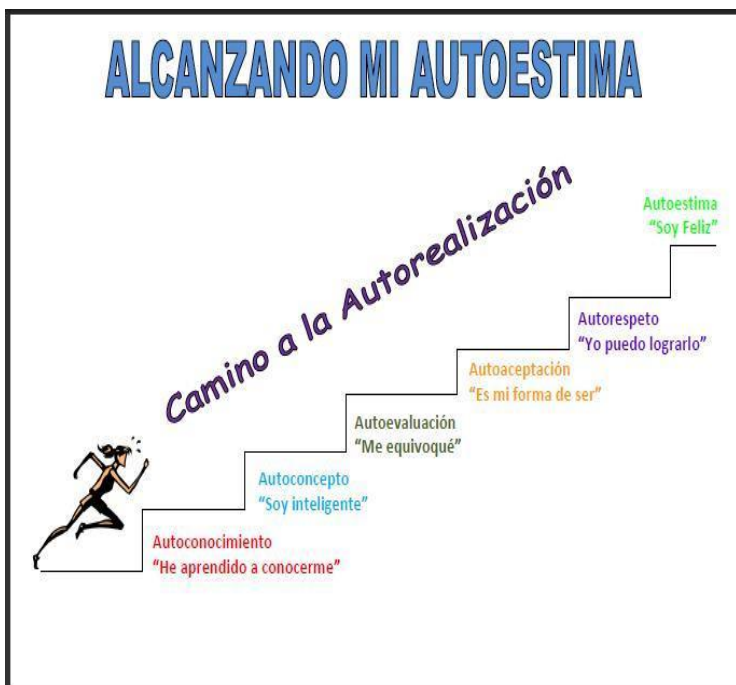 ALCANZANDO MI AUTOESTIMA
Camino a la Autorealización
Autoestima
“Soy Feliz”
Autorespeto
“Yo puedo lograrlo”
Autoaceptación
“Es mi forma de ser”
Autoevaluación
“Me equivoqué”
Autoconcepto
“Soy inteligente”
Autoconocimiento
“He aprendido a conocerme”